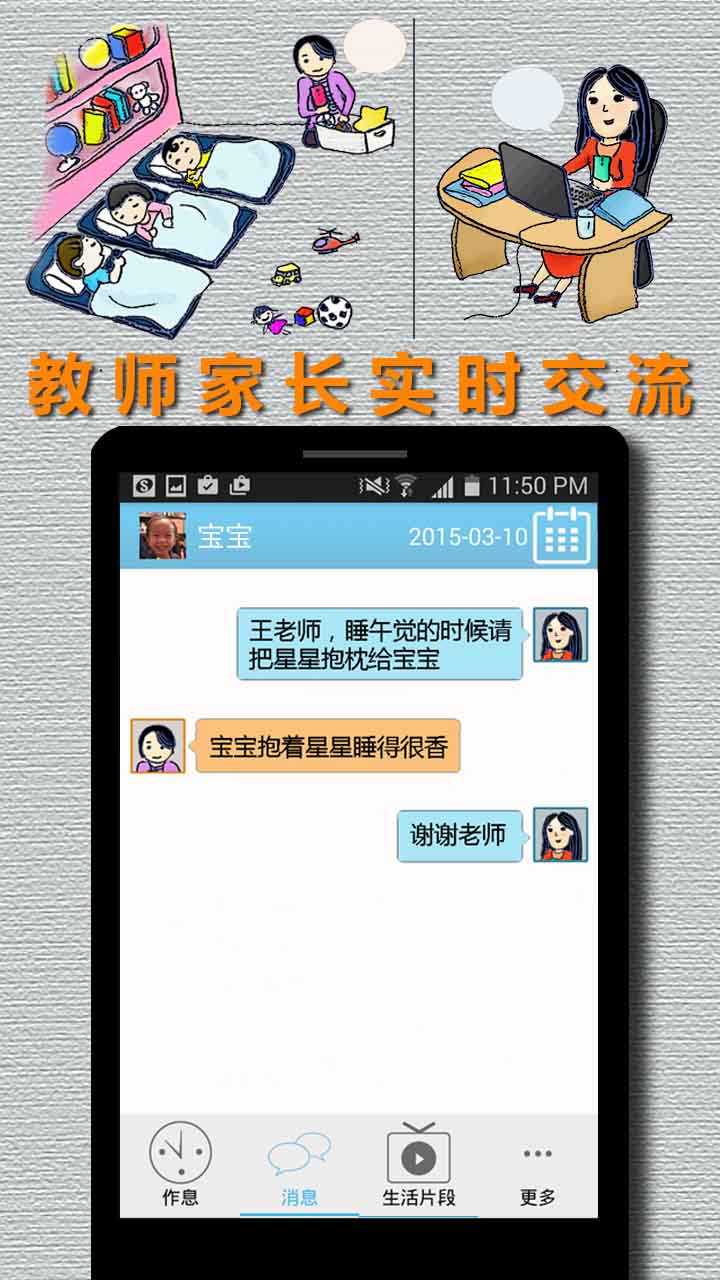 教师家长实时交流
11:50 PM
宝宝
2015-03-10
王老师，睡午觉的时候请
把星星抱枕给宝宝
宝宝抱着星星睡得很香
谢谢老师
作息
消息
生活片段
更多